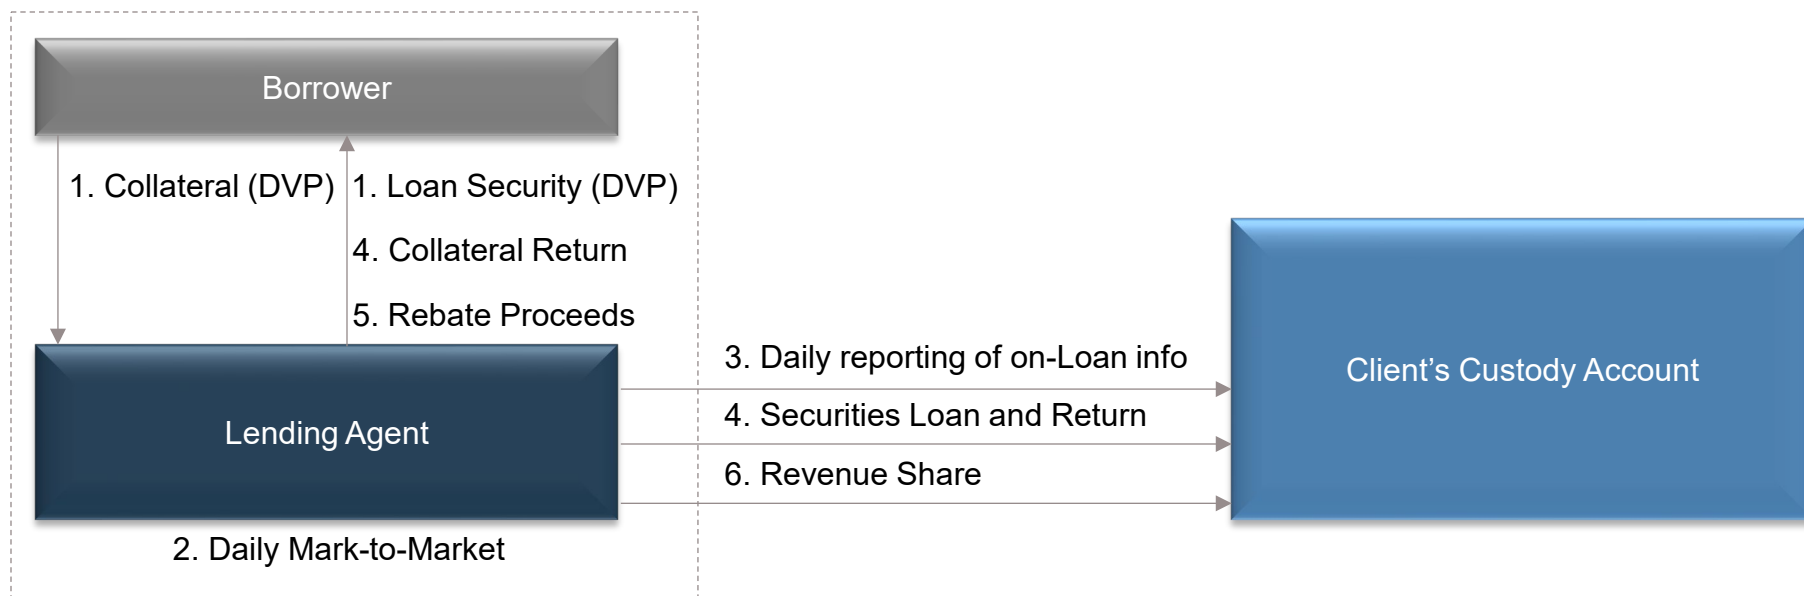 Borrower
1. Collateral (DVP)
1. Loan Security (DVP)
4. Collateral Return
5. Rebate Proceeds
Lending Agent
2. Daily Mark-to-Market
3. Daily reporting of on-Loan info
4. Securities Loan and Return
6. Revenue Share
Client’s Custody Account